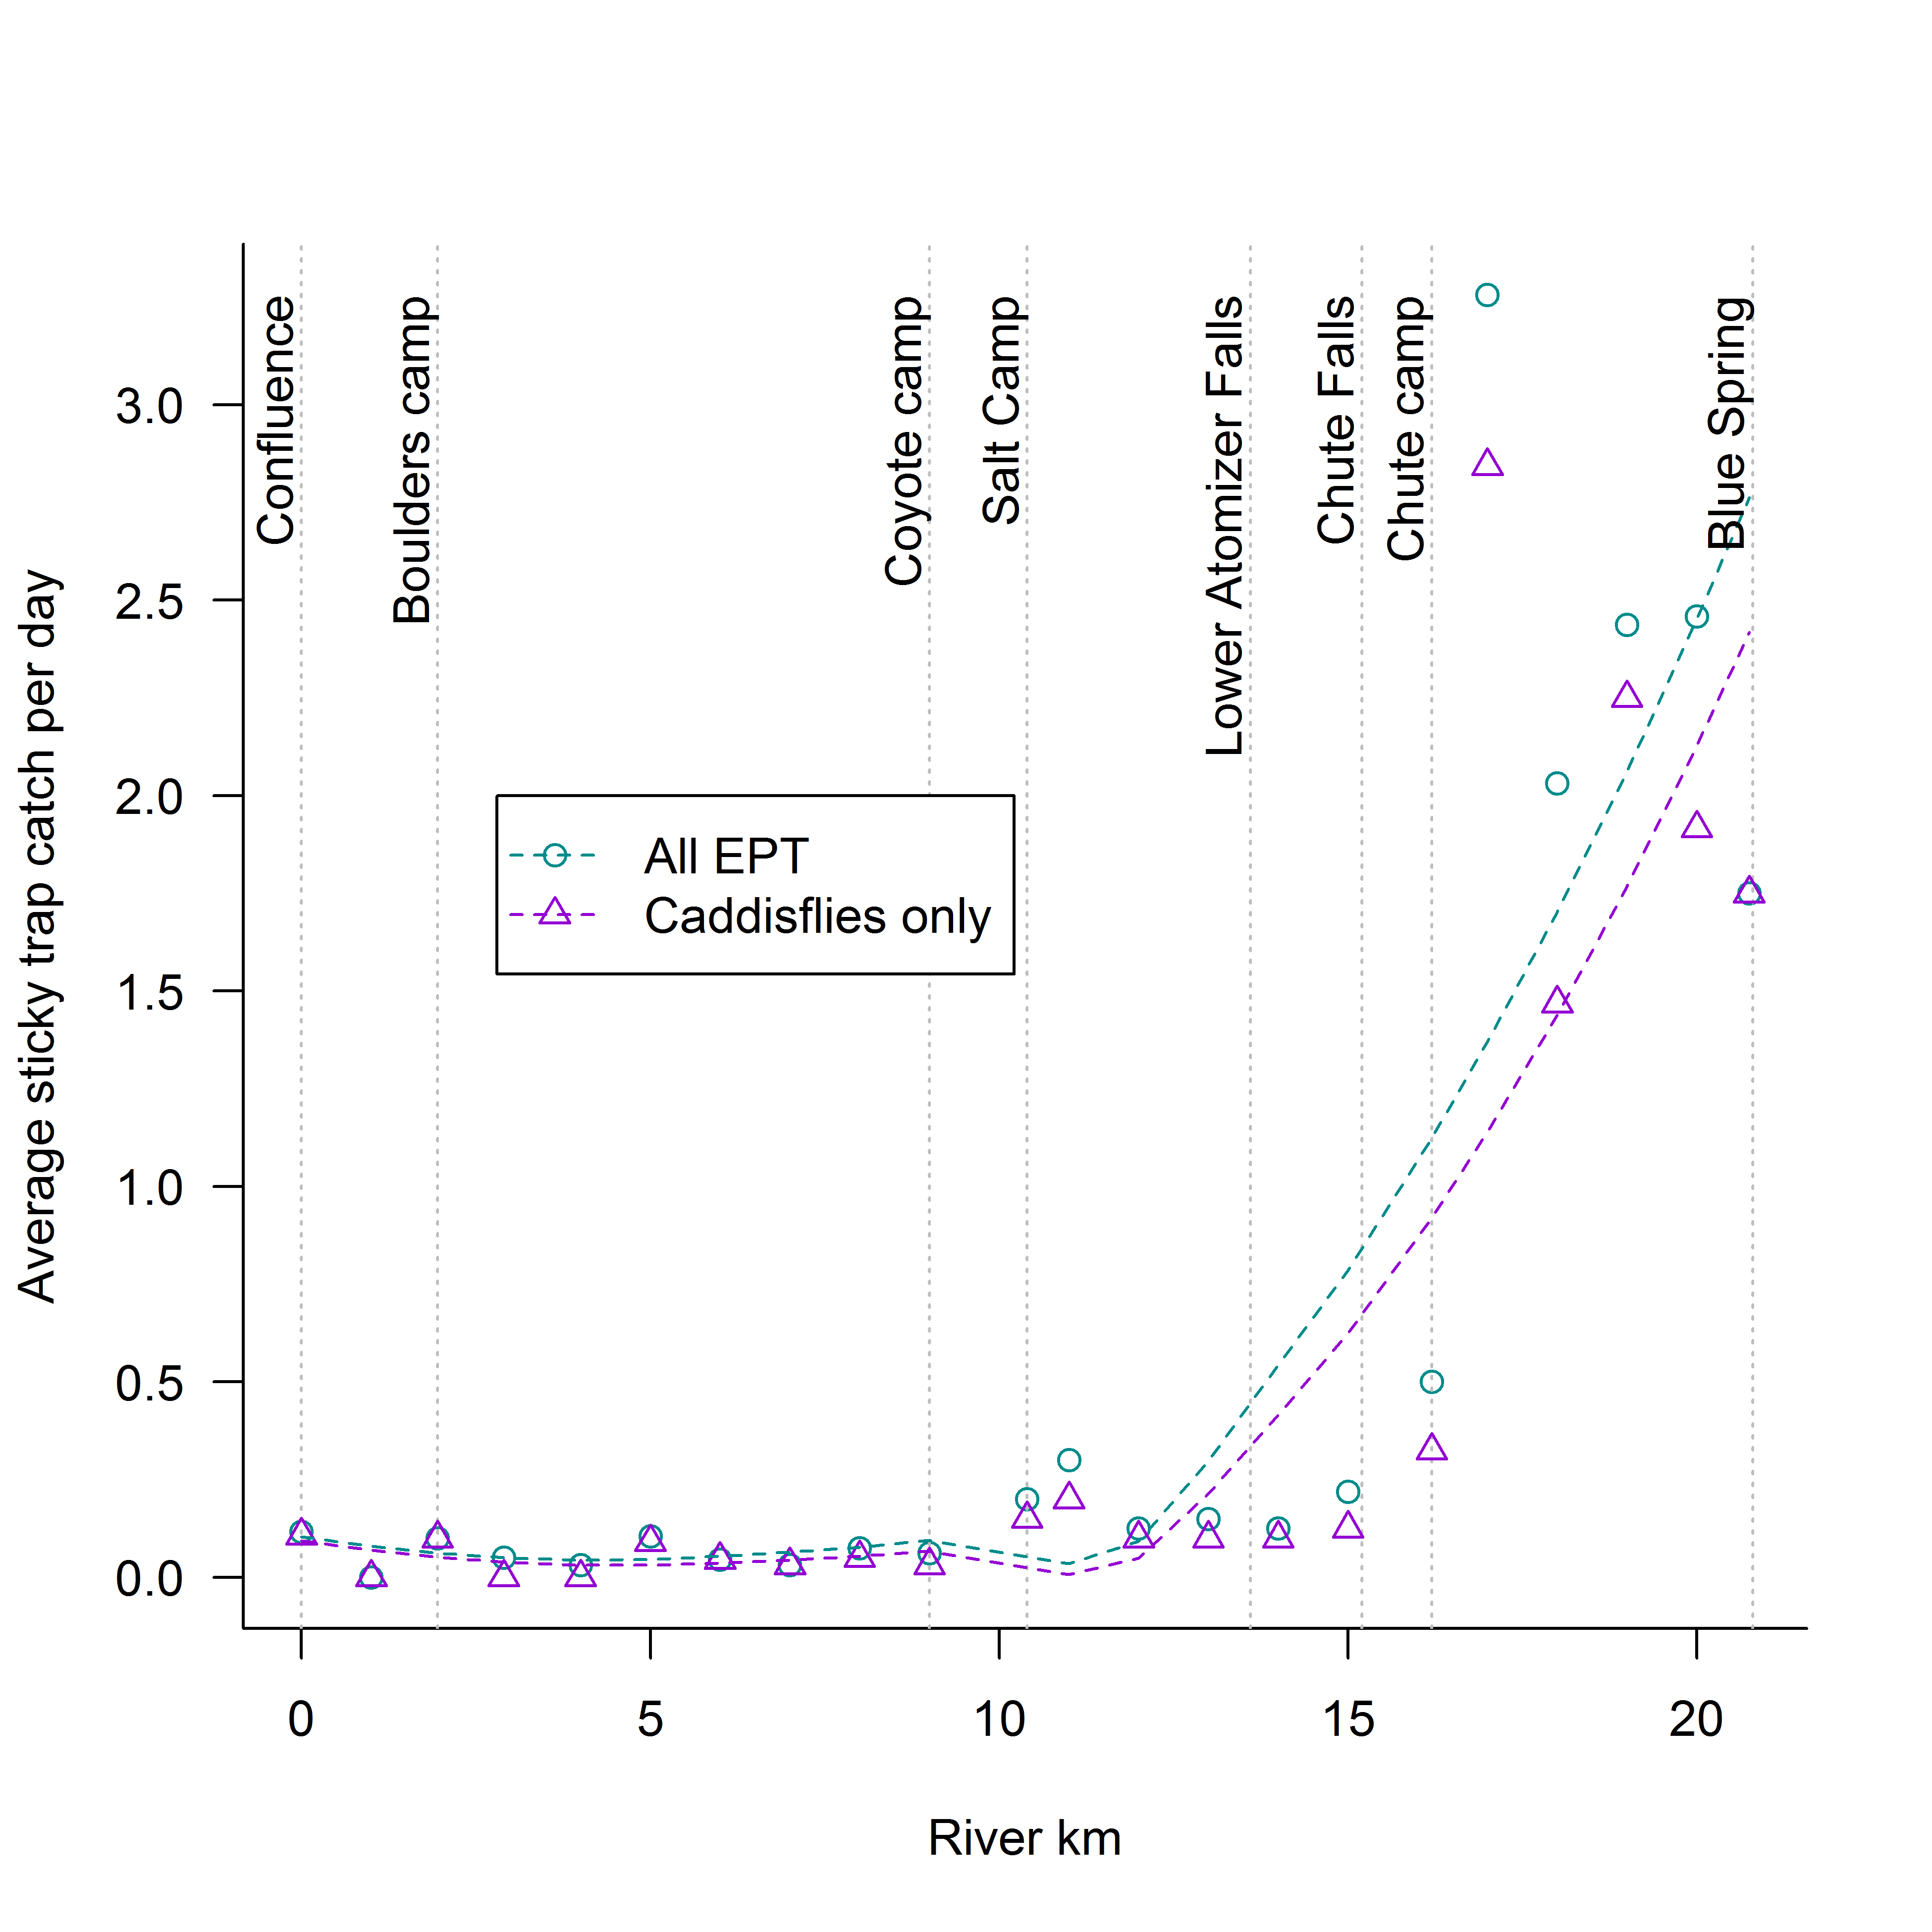 Average sticky trap catch per day
3.0
2.5
2.0
1.5
1.0
0.5
0.0
Confluence
Boulders camp
Coyote camp
Salt Camp
Lower Atomizer Falls
Chute Falls
Chute camp
Blue Spring
All EPT
Caddisflies only
0
5
10
15
20
River km